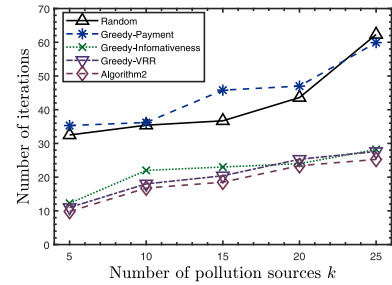 70
60
50
40
30
20
10
0
Number of iterations
Random
Greedy-Payment
Greedy-Infomativeness
Greedy-VRR
Algorithm2
5 10 15 20 25
Number of pollution sources k